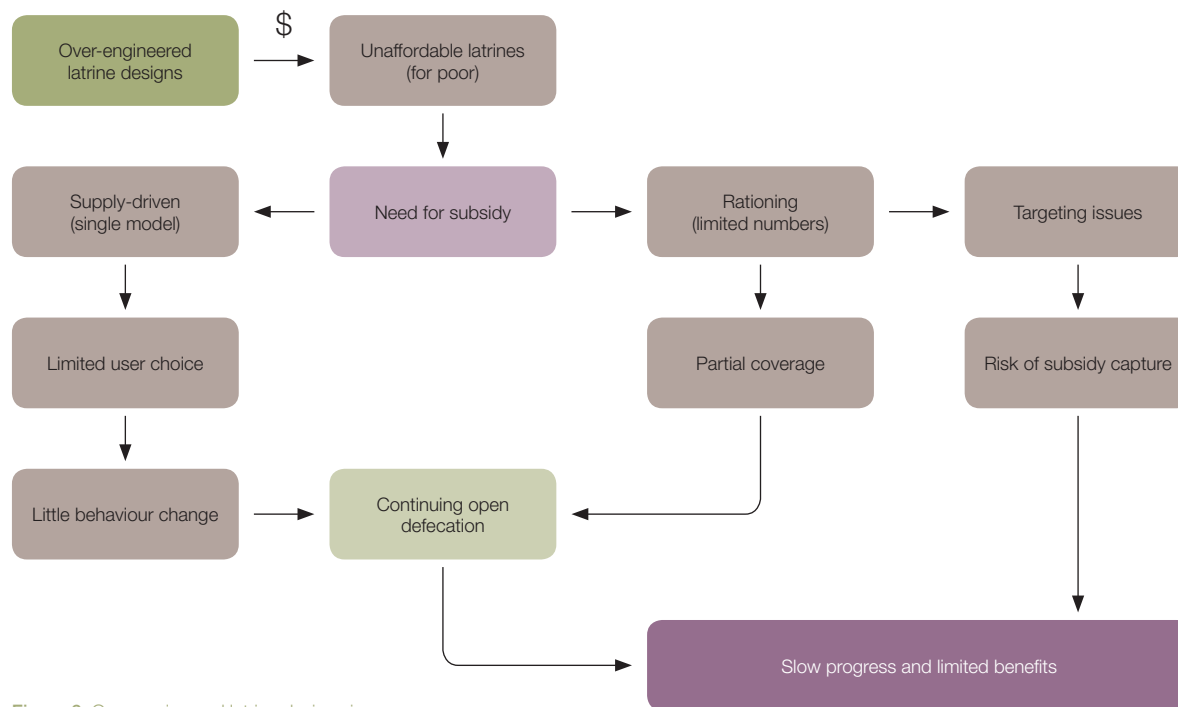 Over-engineered
latrine designs
$
Unaffordable latrines
(for poor)
Supply-driven
(single model)
Need for subsidy
Rationing
(limited numbers)
Targeting issues
Limited user choice
Partial coverage
Risk of subsidy capture
Little behaviour change
Continuing open
defecation
Slow progress and limited benefits